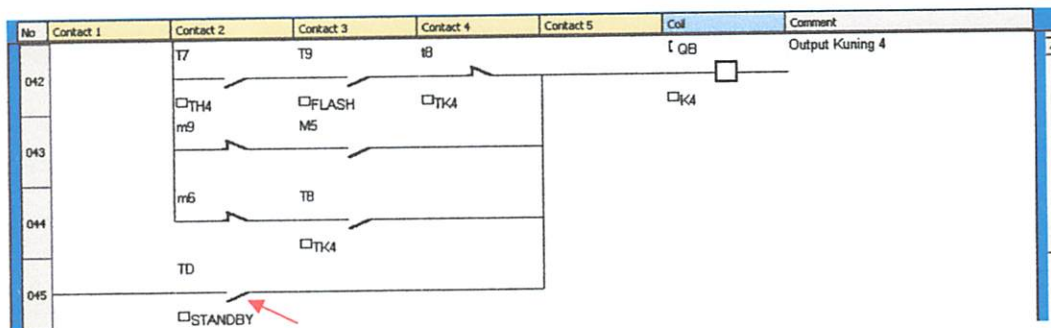 No Contact 1 Contact 2 Contact 3 Contact 4 Contact 5 Coil Comment
T7 T9 t8 [ Q8 Output Kuning 4
042
TH4 FLASH TK4 K4
m9 M5
043
m6 T8
044
TK4
TD
045
STANDBY